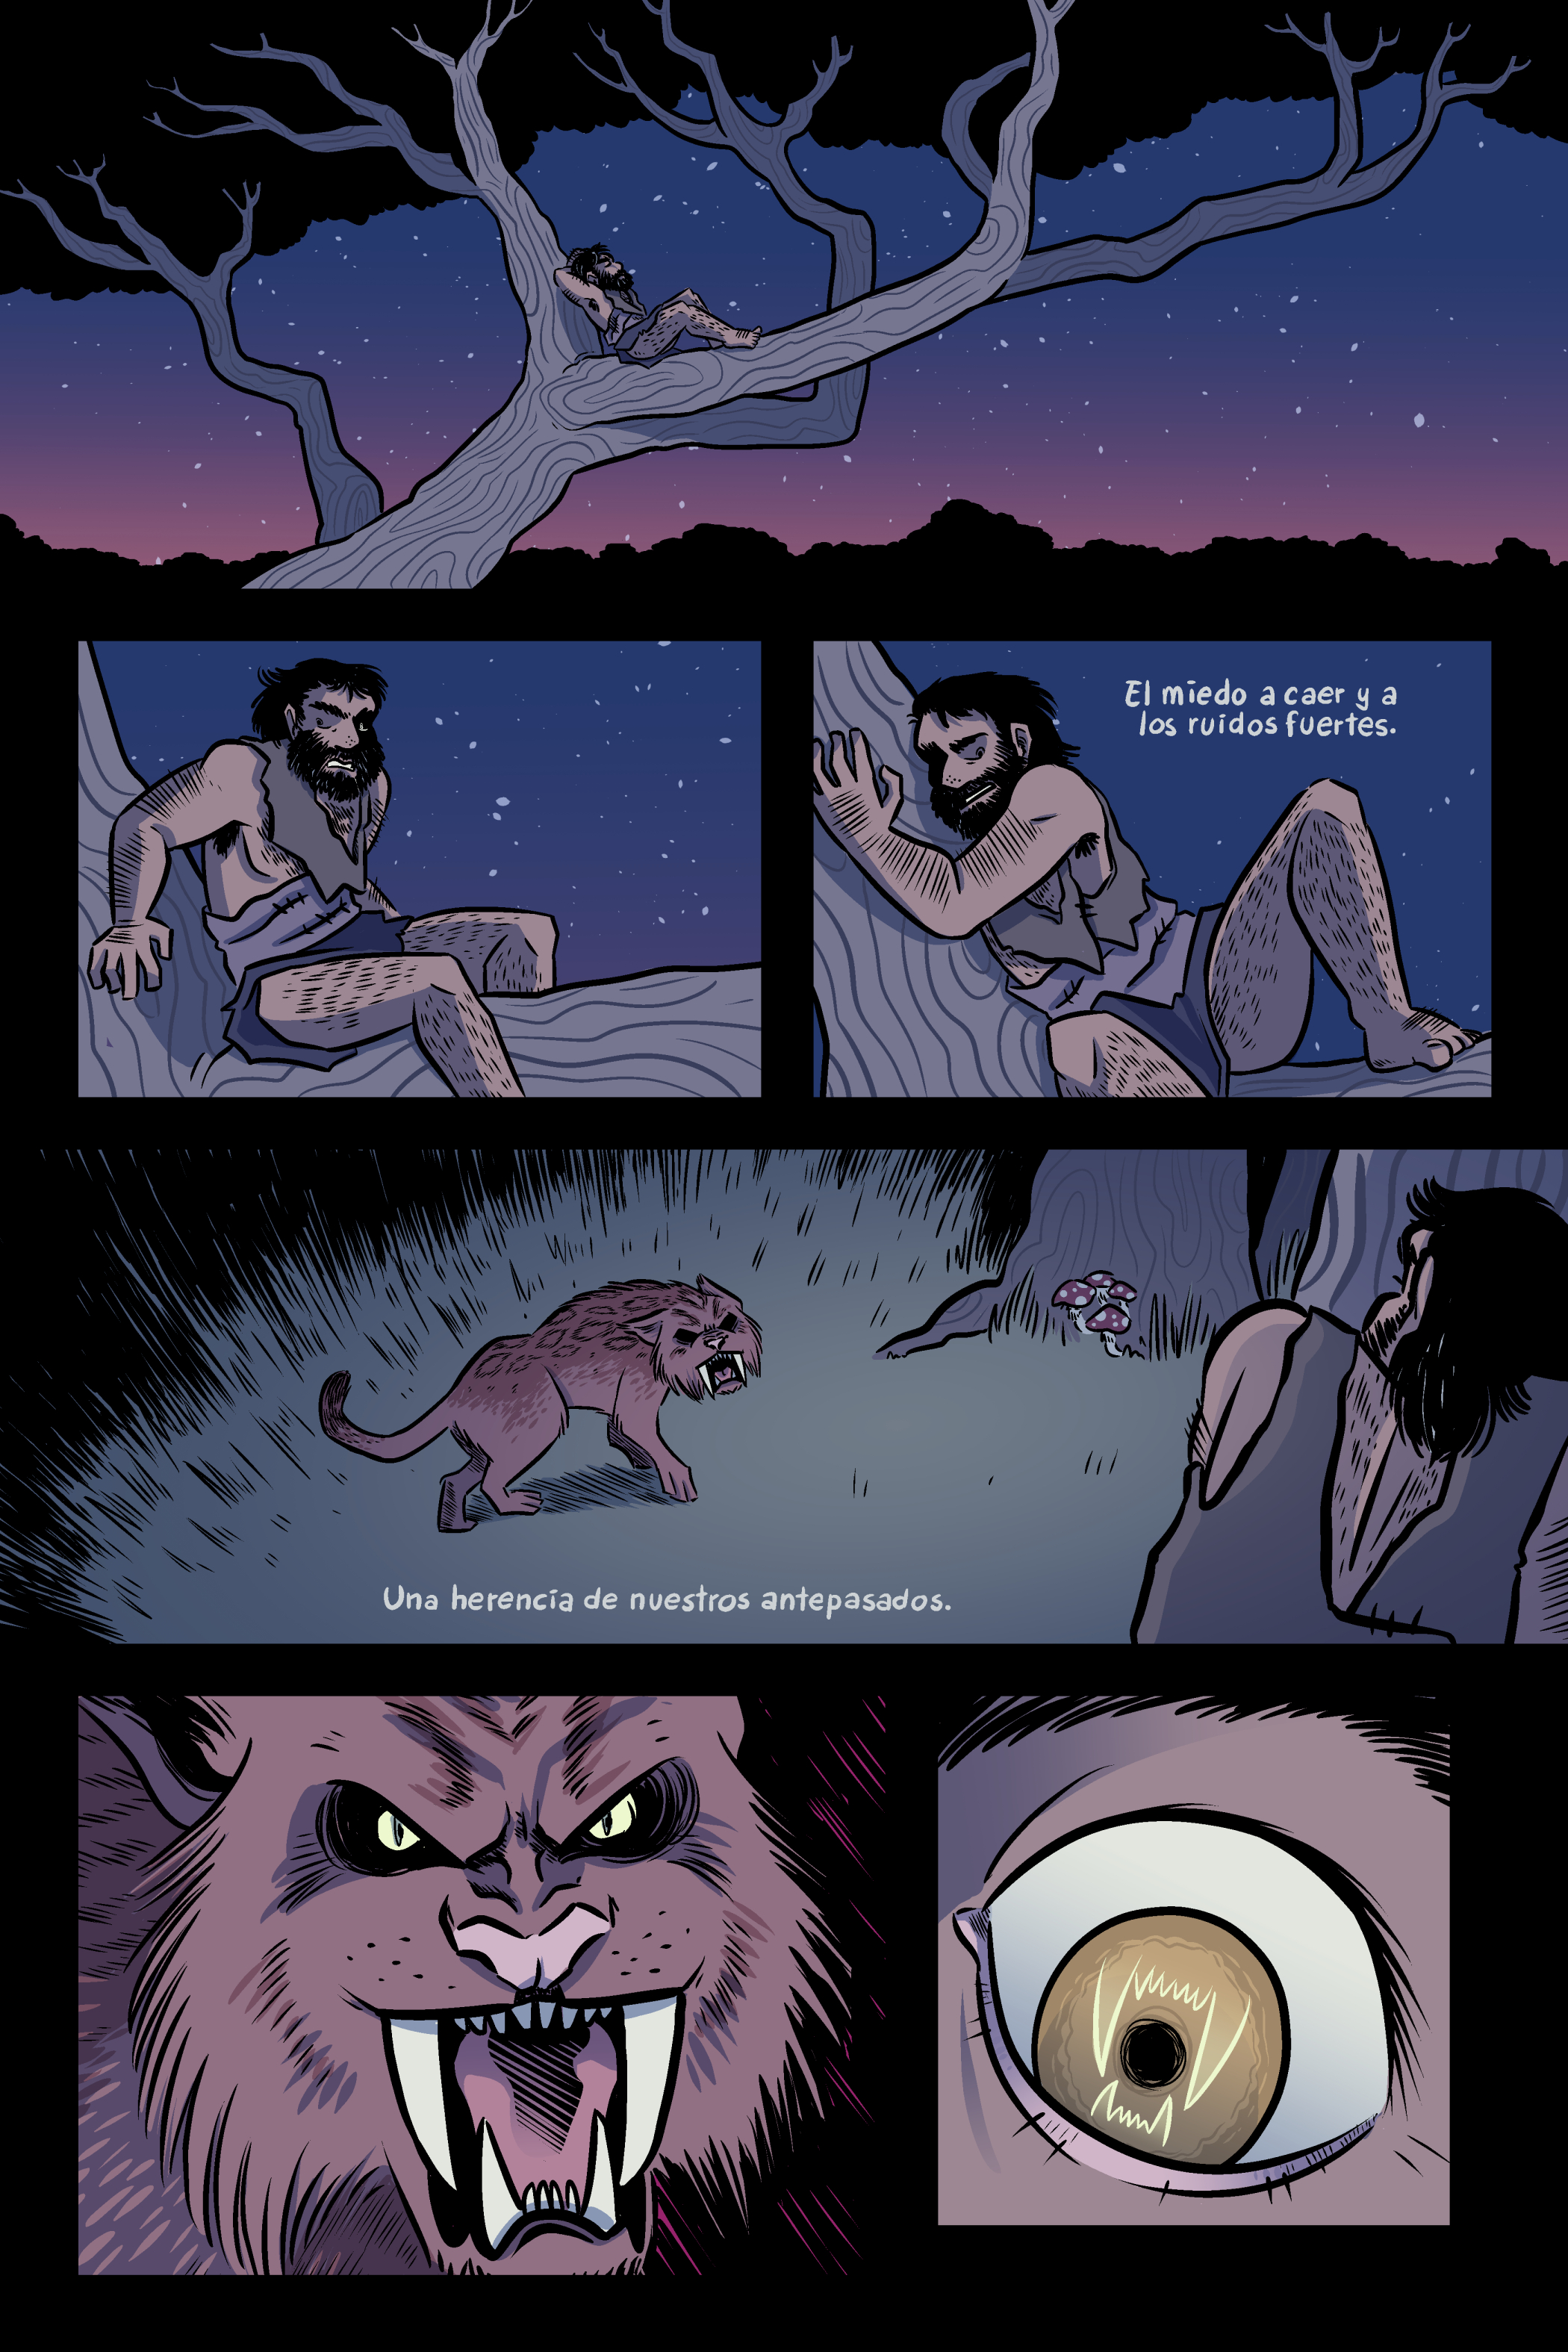 El miedo a caer y a
los ruidos fuertes.
Una herencia de nuestros antepasados.